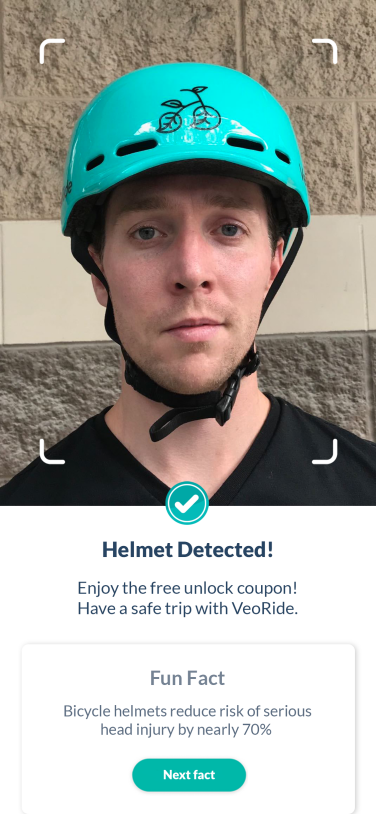 Helmet Detected!
Enjoy the free unlock coupon!
Have a safe trip with VeoRide.
Fun Fact
Bicycle helmets reduce risk of serious
head injury by nearly 70%
Next fact